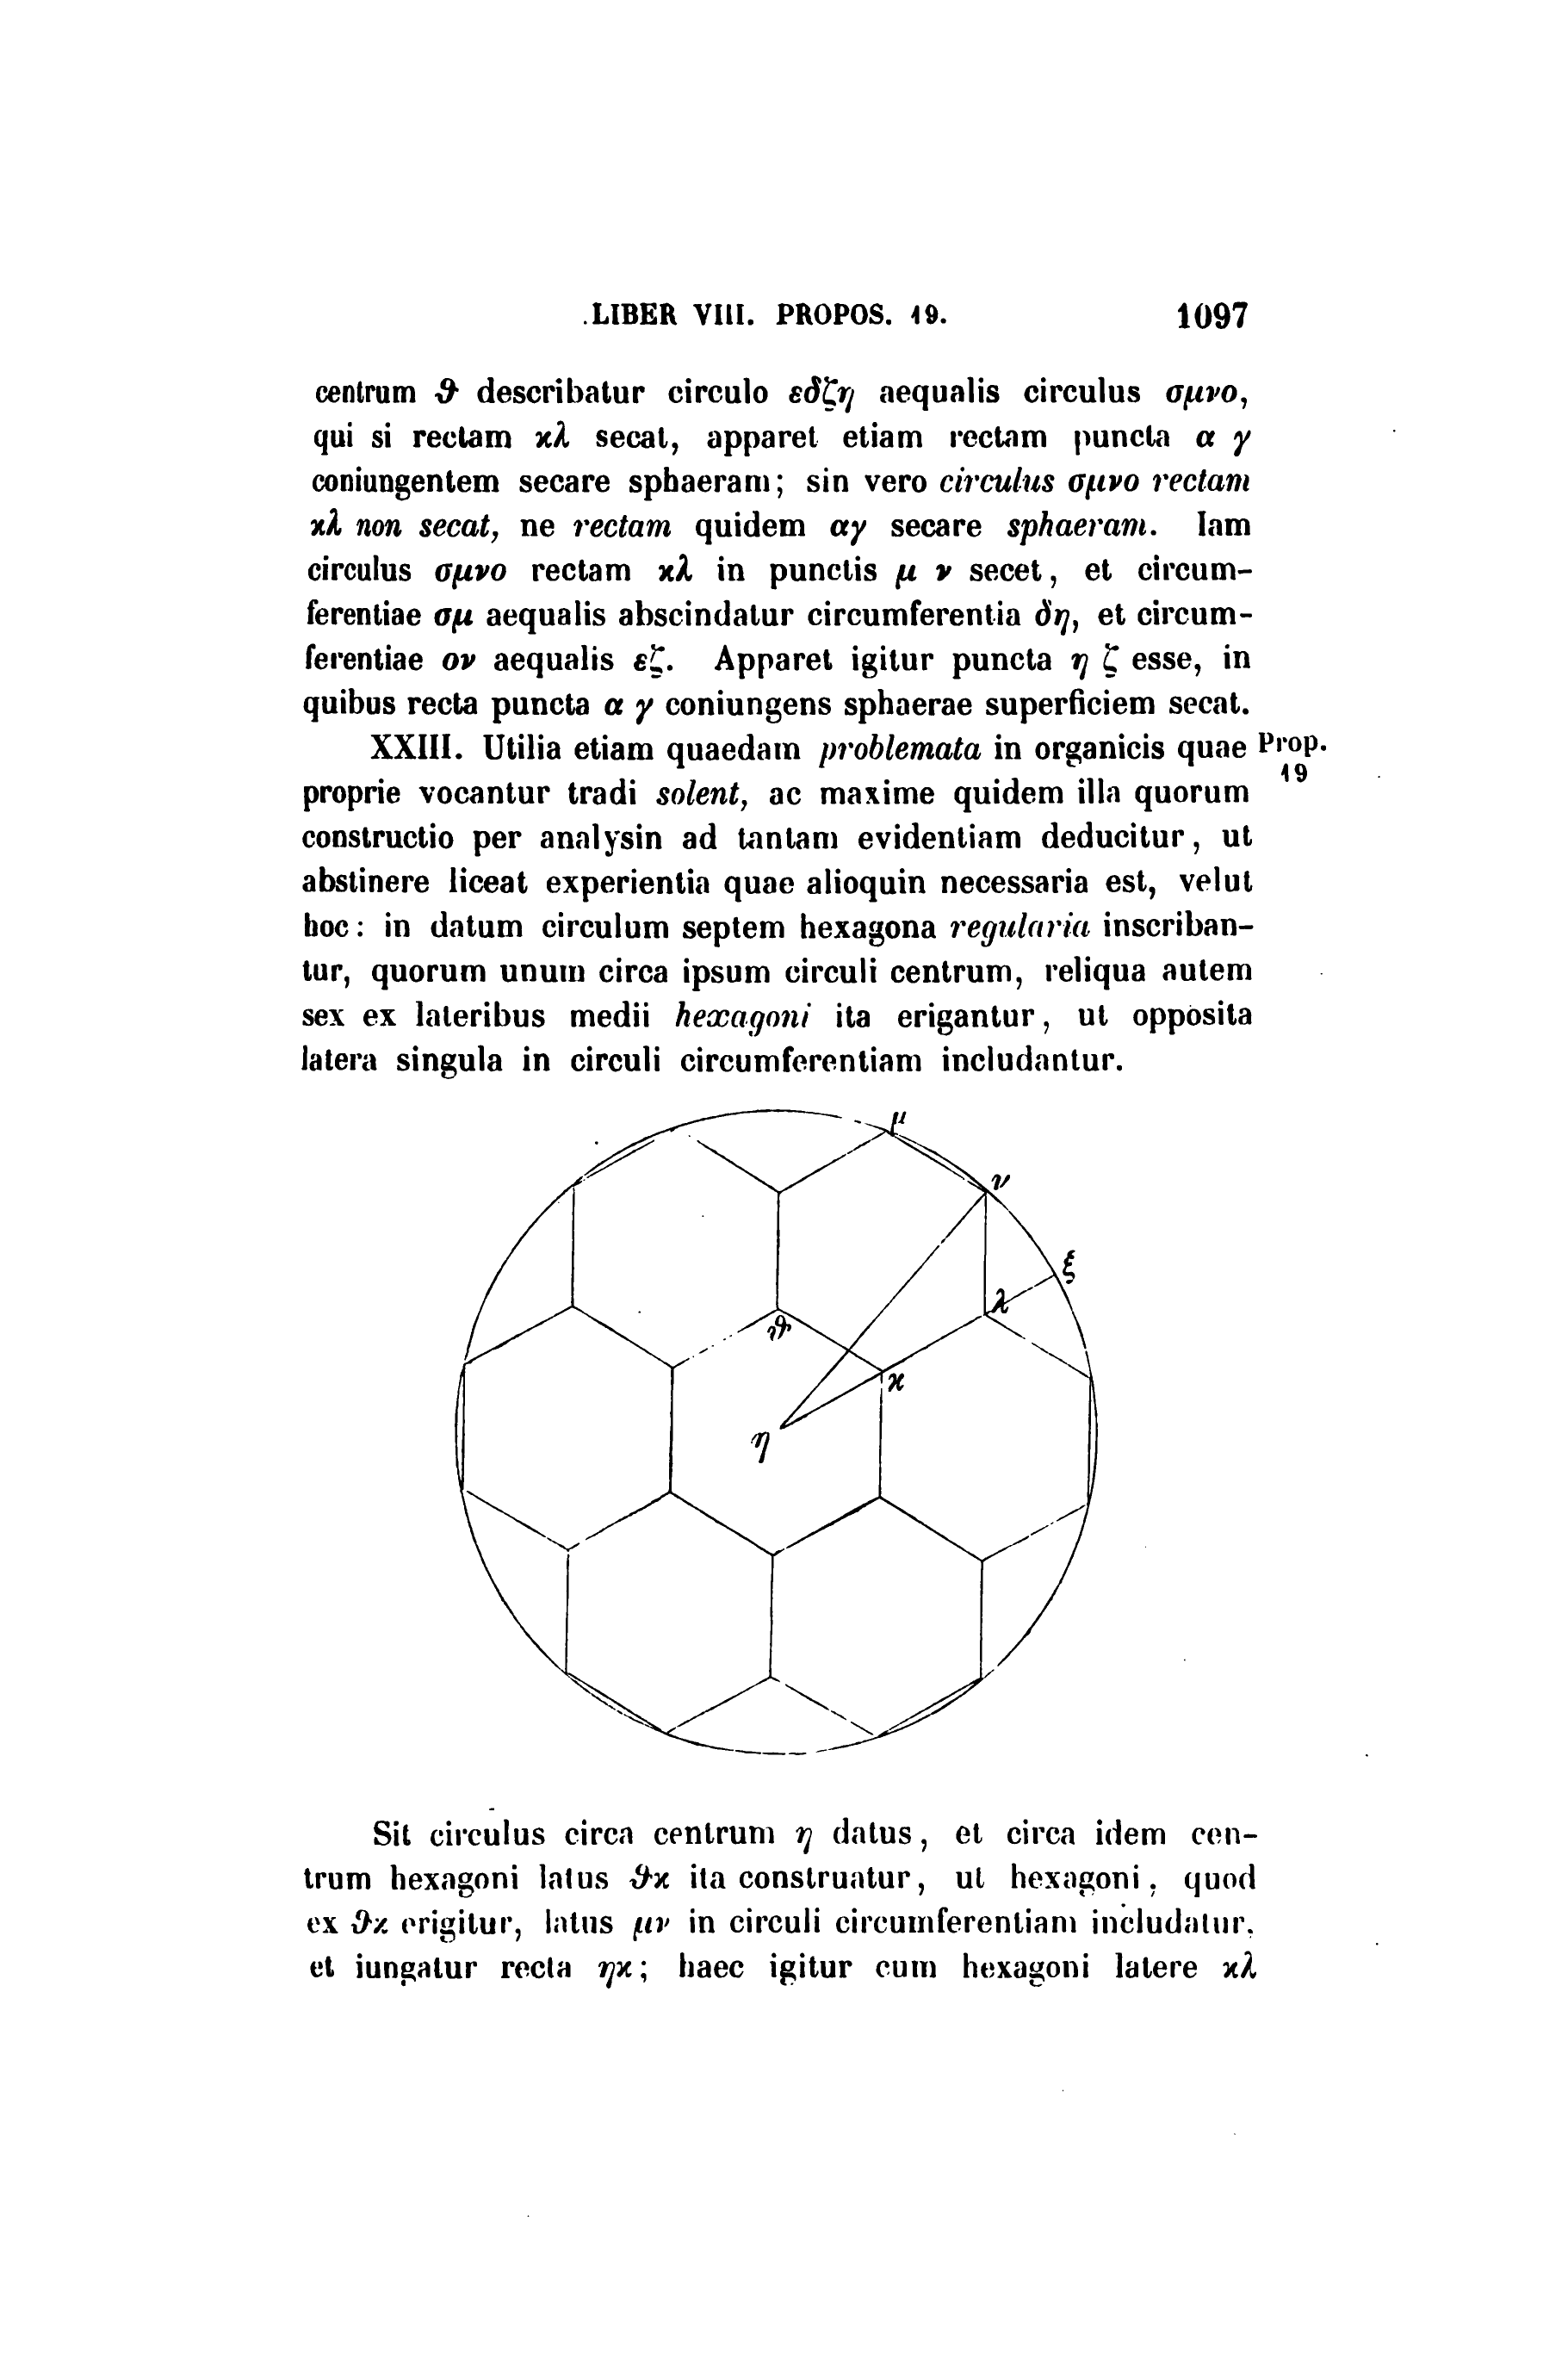 .LIBER VIII. PROPOS. 19. 1097
centrum ϑ describatur circulo εδζη aequalis circulus σμνο,
qui si rectam κλ secat, apparet etiam rectam puncta α γ
coniungentem secare sphaeram; sin vero circulus σμνο rectam
κλ non secat, ne rectam quidem αγ secare sphaeram. Iam
circulus σμνο rectam κλ in punctis μ ν secet, et circum-
ferentiae σμ aequalis abscindatur circumferentia δη, et circum-
ferentiae ον aequalis εζ. Apparet igitur puncta η ζ esse, in
quibus recta puncta α γ coniungens sphaerae superficiem secat.
XXIII. Utilia etiam quaedam problemata in organicis quae Prop.
19
proprie vocantur tradi solent, ac maxime quidem illa quorum
constructio per analysin ad tantam evidentiam deducitur, ut
abstinere liceat experientia quae alioquin necessaria est, velut
hoc: in datum circulum septem hexagona regularia inscriban-
tur, quorum unum circa ipsum circuli centrum, reliqua autem
sex ex lateribus medii hexagoni ita erigantur, ut opposita
latera singula in circuli circumferentiam includantur.
μ
ν
ξ
λ
ϑ
κ
η
Sit circulus circa centrum η datus, et circa idem cen-
trum hexagoni latus ϑκ ita construatur, ut hexagoni, quod
ex ϑκ erigitur, latus μν in circuli circumferentiam includatur,
et iungatur recta ηκ; haec igitur cum hexagoni latere κλ